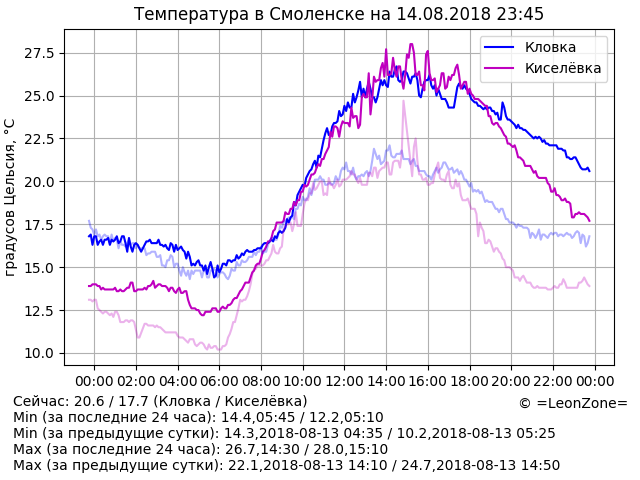 Температура в Смоленске на 14.08.2018 23:45
Кловка
Киселёвка
градусов Цельсия, °C
27.5
25.0
22.5
20.0
17.5
15.0
12.5
10.0
00:00 02:00 04:00 06:00 08:00 10:00 12:00 14:00 16:00 18:00 20:00 22:00 00:00
Сейчас: 20.6 / 17.7 (Кловка / Киселёвка)
© =LeonZone=
Min (за последние 24 часа): 14.4,05:45 / 12.2,05:10
Min (за предыдущие сутки): 14.3,2018-08-13 04:35 / 10.2,2018-08-13 05:25
Max (за последние 24 часа): 26.7,14:30 / 28.0,15:10
Max (за предыдущие сутки): 22.1,2018-08-13 14:10 / 24.7,2018-08-13 14:50